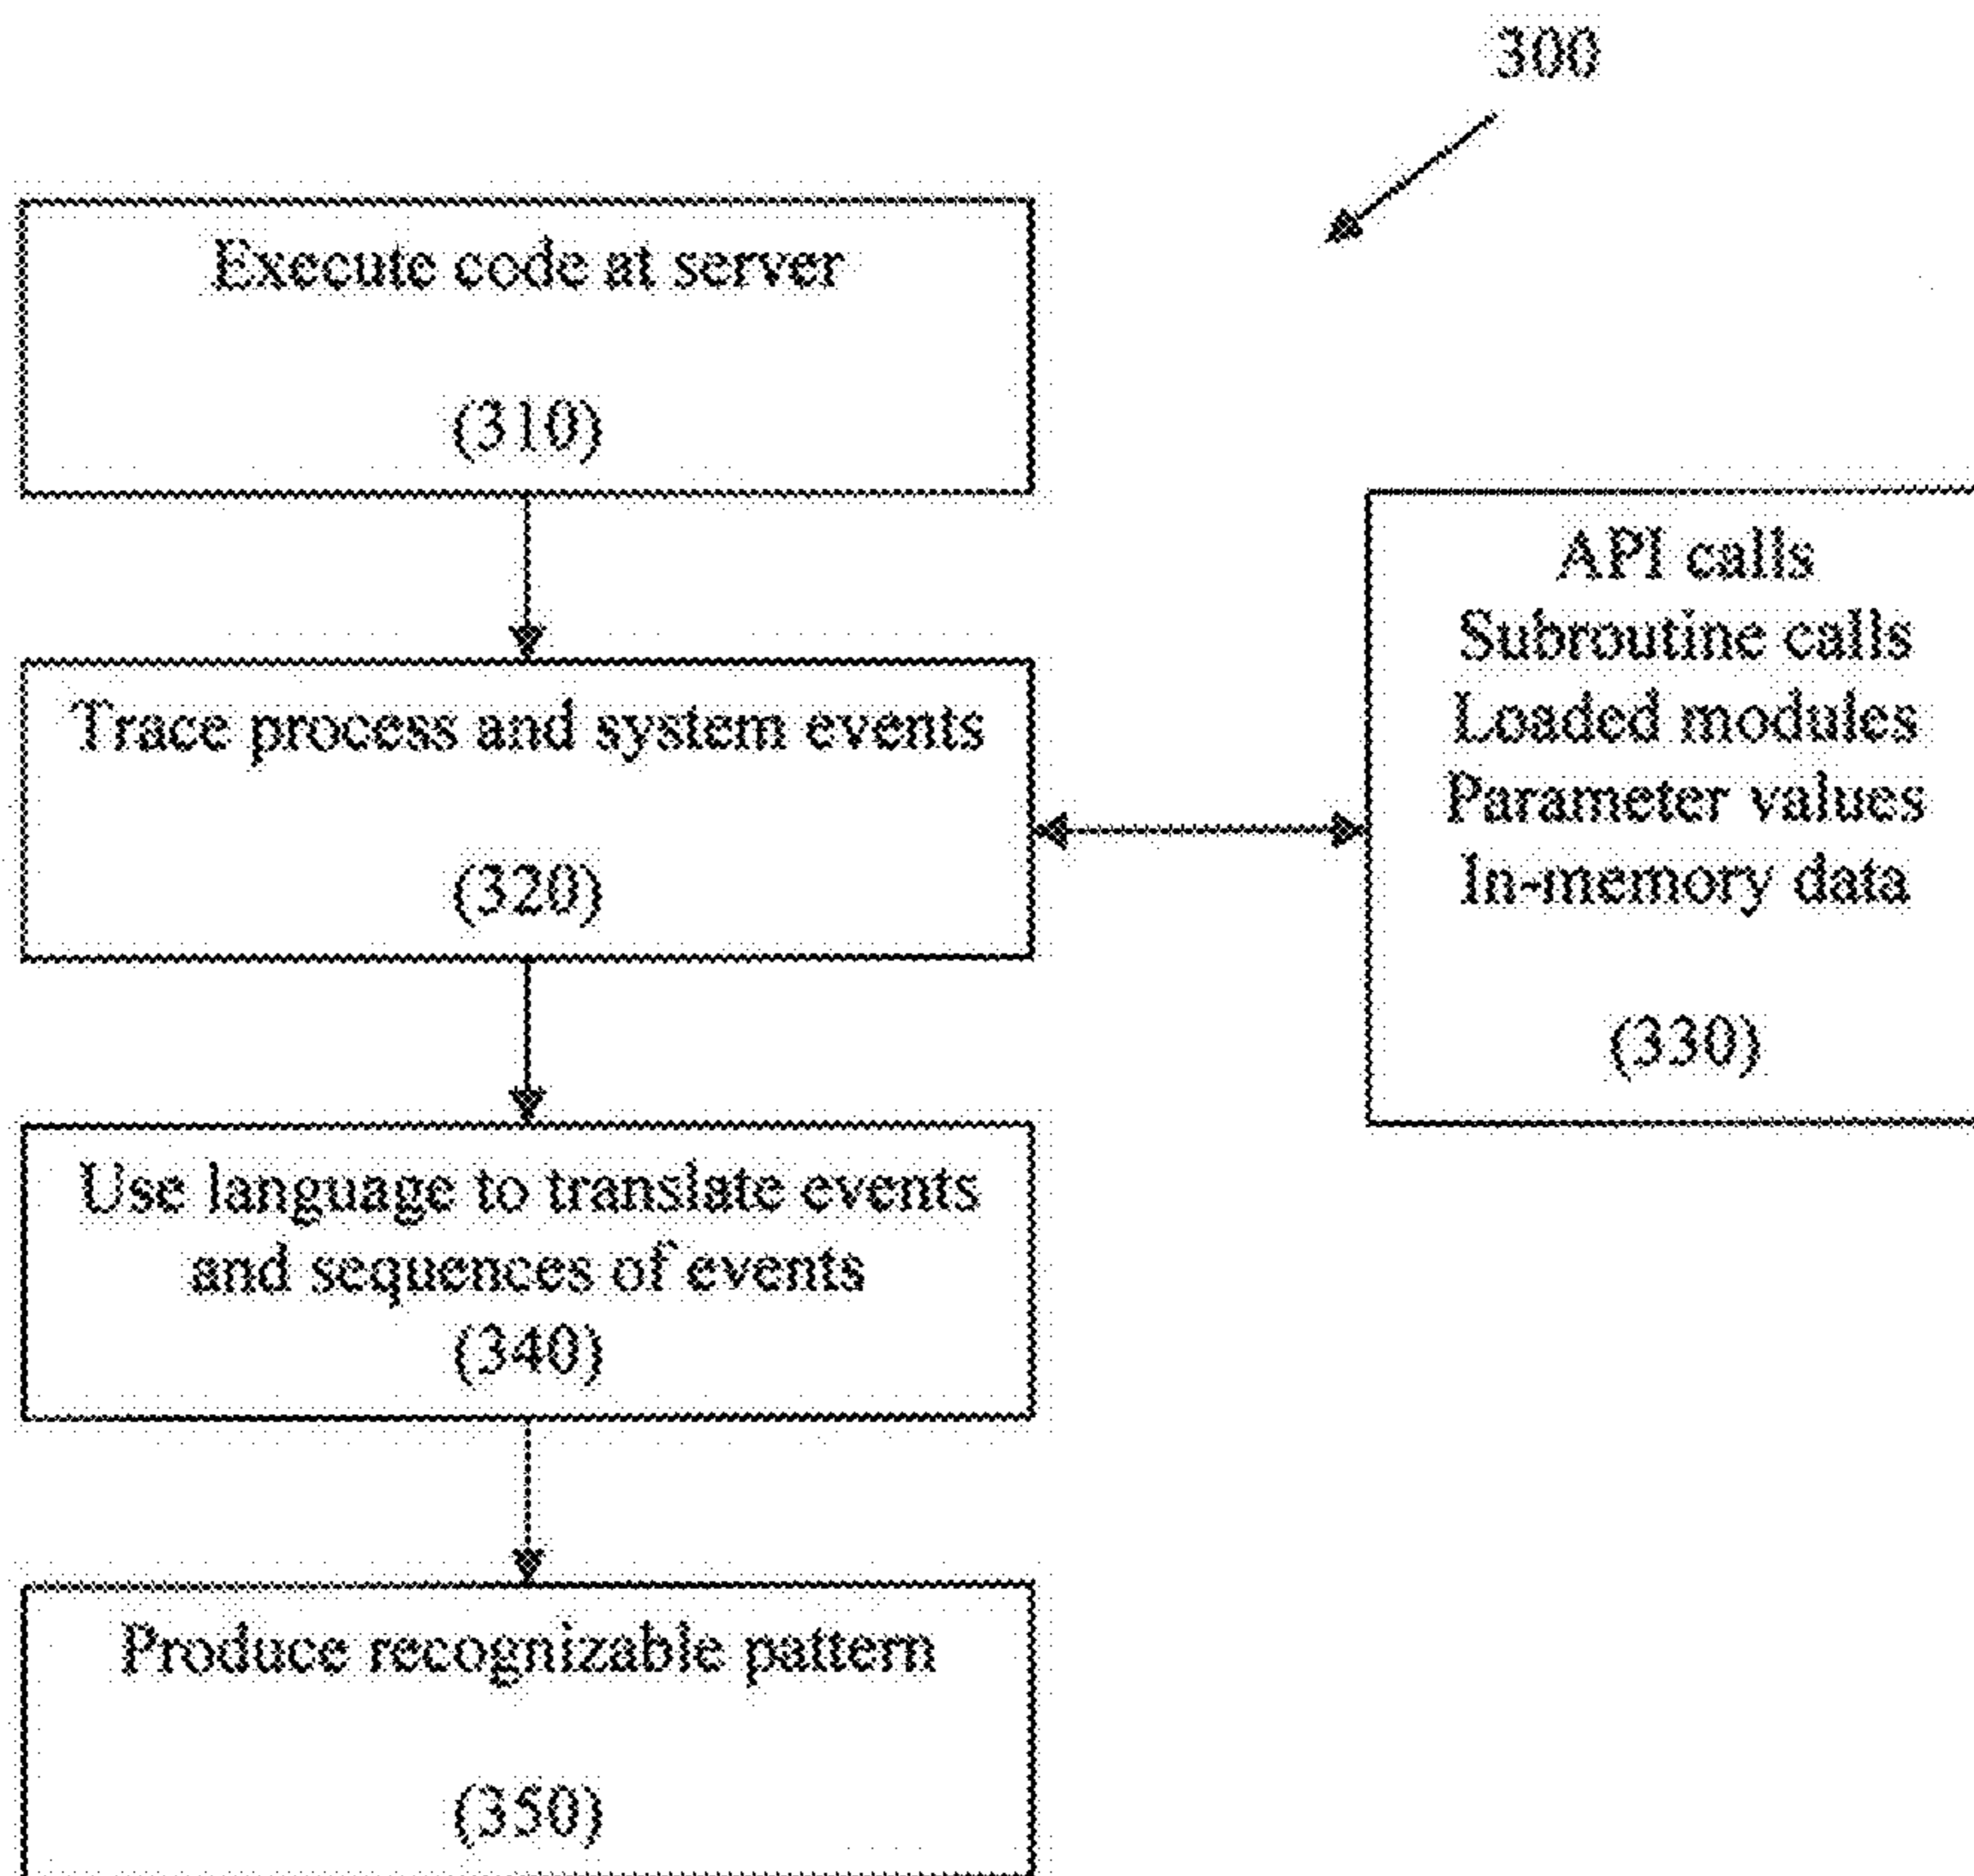 300
Execute code at server
(310)
Trace process and system events
(320)
API calls
Subroutine calls
Loaded modules
Parameter values
In-memory data
(330)
Use language to translate events
and sequences of events
(340)
Produce recognizable pattern
(350)